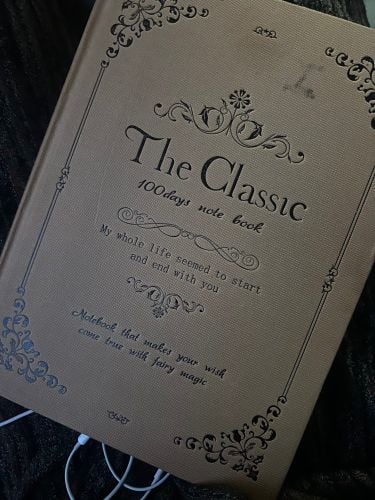 The Classic
100days note book
My whole life seemed to start
and end with you
Notebook that makes your wish
come true with fairy magic